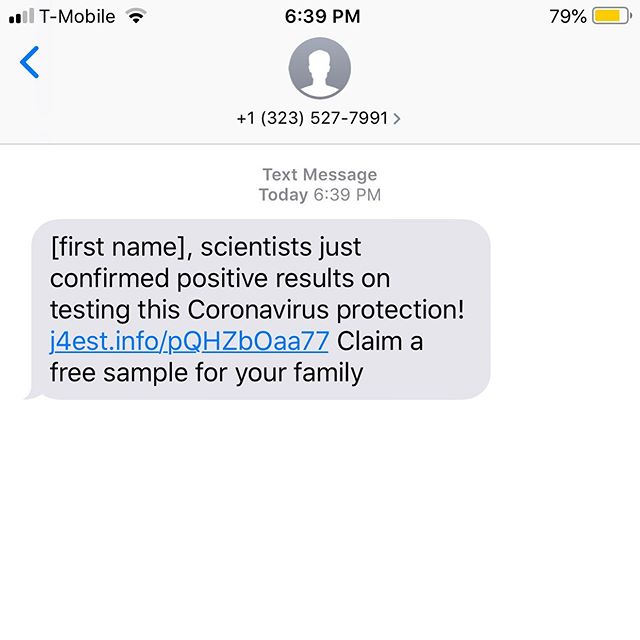 T-Mobile 6:39 PM 79%
+1 (323) 527-7991 >
Text Message
Today 6:39 PM
[first name], scientists just
confirmed positive results on
testing this Coronavirus protection!
j4est.info/pQHZbOaa77 Claim a
free sample for your family